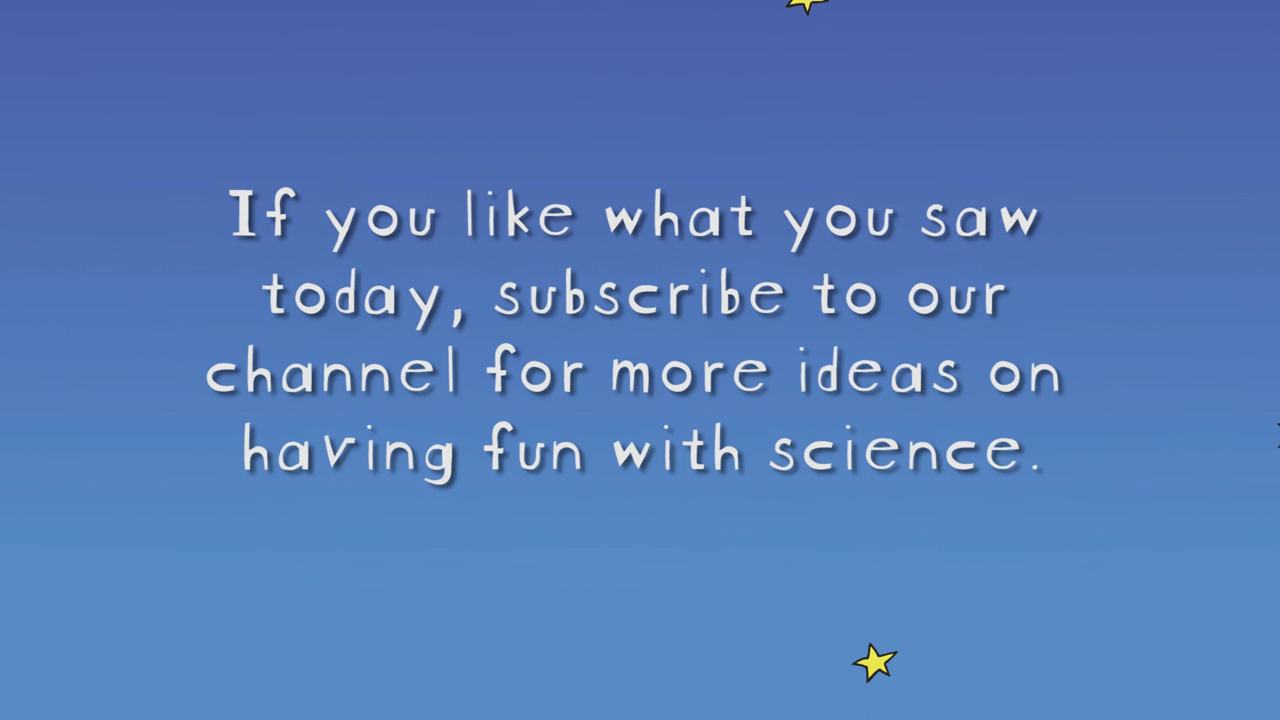 If you like what you saw
today, subscribe to our
channel for more ideas on
having fun with science.